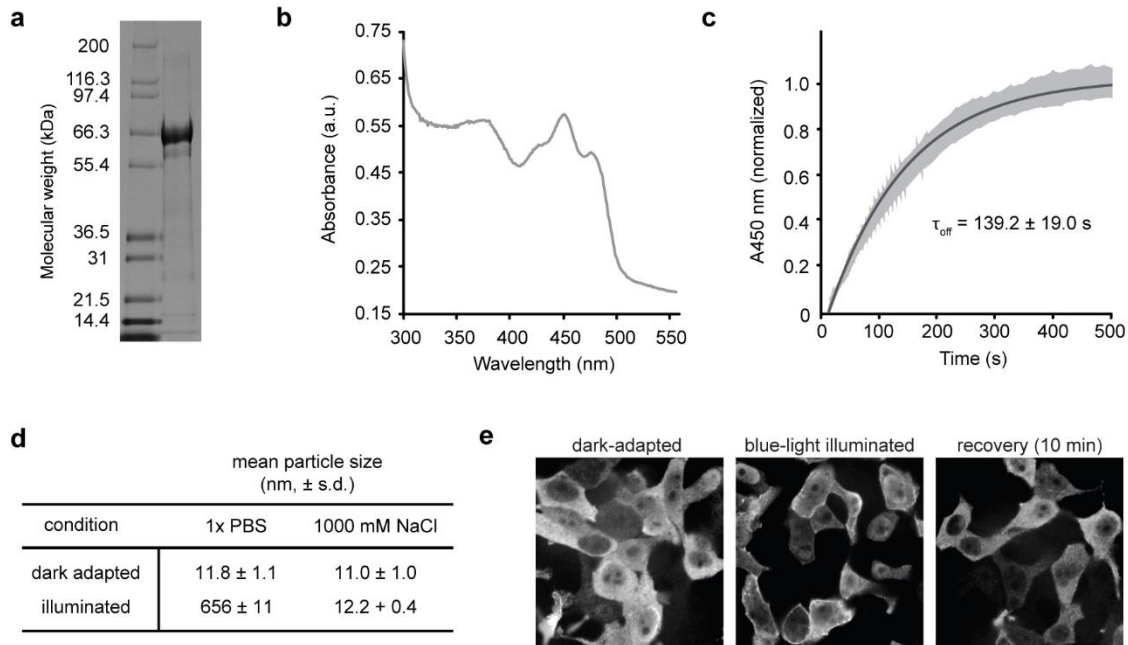 a
Molecular weight (kDa)
200
116.3
97.4
66.3
55.4
36.5
31
21.5
14.4
b
Absorbance (a.u.)
0.75
0.65
0.55
0.45
0.35
0.25
0.15
300 350 400 450 500 550
Wavelength (nm)
c
A450 nm (normalized)
1.0
0.8
0.6
0.4
0.2
0
0 100 200 300 400 500
Time (s)
τoff = 139.2 ± 19.0 s
d
mean particle size
(nm, ± s.d.)
condition 1x PBS 1000 mM NaCl
dark adapted 11.8 ± 1.1 11.0 ± 1.0
illuminated 656 ± 11 12.2 + 0.4
e
dark-adapted blue-light illuminated recovery (10 min)